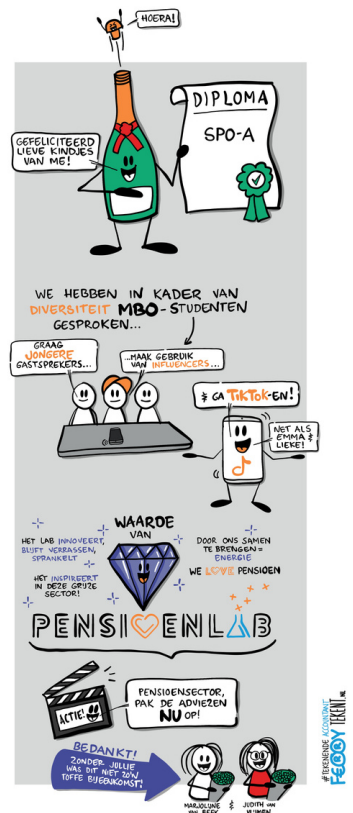 HOERA!
DIPLOMA
SPO-A
GEFELICITEERD
LIEVE KINDJES
VAN ME!
WE HEBBEN IN KADER VAN
DIVERSITEIT MBO-STUDENTEN
GESPROKEN...
GRAAG
JONGERE
GASTSPREKERS...
...MAAK GEBRUIK
VAN INFLUENCERS...
& GA TIKTOK-EN!
NET ALS
EMMA &
LIEKE!
WAARDE
VAN
HET LAB INNOVEERT,
BLIJFT VERRASSEN,
SPRANKELT
HET INSPIREERT
IN DEZE GRIJZE
SECTOR!
DOOR ONS SAMEN
TE BRENGEN =
ENERGIE
WE LOVE PENSIOEN
PENSIOENLAB
ACTIE!
PENSIOENSECTOR,
PAK DE ADVIEZEN
NU OP!
BEDANKT!
ZONDER JULLIE
WAS DIT NIET ZO'N
TOFFE BIJEENKOMST!
MARJOLIJNE
VAN
&
JUDITH VAN
#TEKENENDE ACCOUNTANT
FERRY TEKENT.NL